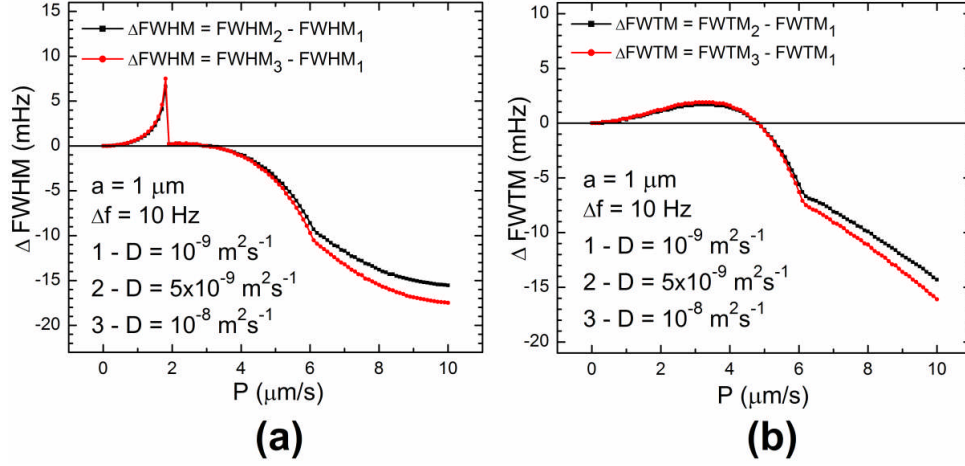 ΔFWHM = FWHM₂ - FWHM₁
ΔFWHM = FWHM₃ - FWHM₁
15
10
5
0
-5
-10
-15
-20
Δ FWHM (mHz)
a = 1 μm
Δf = 10 Hz
1 - D = 10⁻⁹ m²s⁻¹
2 - D = 5x10⁻⁹ m²s⁻¹
3 - D = 10⁻⁸ m²s⁻¹
0 2 4 6 8 10
P (μm/s)
(a)
ΔFWTM = FWTM₂ - FWTM₁
ΔFWTM = FWTM₃ - FWTM₁
10
5
0
-5
-10
-15
-20
Δ FWTM (mHz)
a = 1 μm
Δf = 10 Hz
1 - D = 10⁻⁹ m²s⁻¹
2 - D = 5x10⁻⁹ m²s⁻¹
3 - D = 10⁻⁸ m²s⁻¹
0 2 4 6 8 10
P (μm/s)
(b)